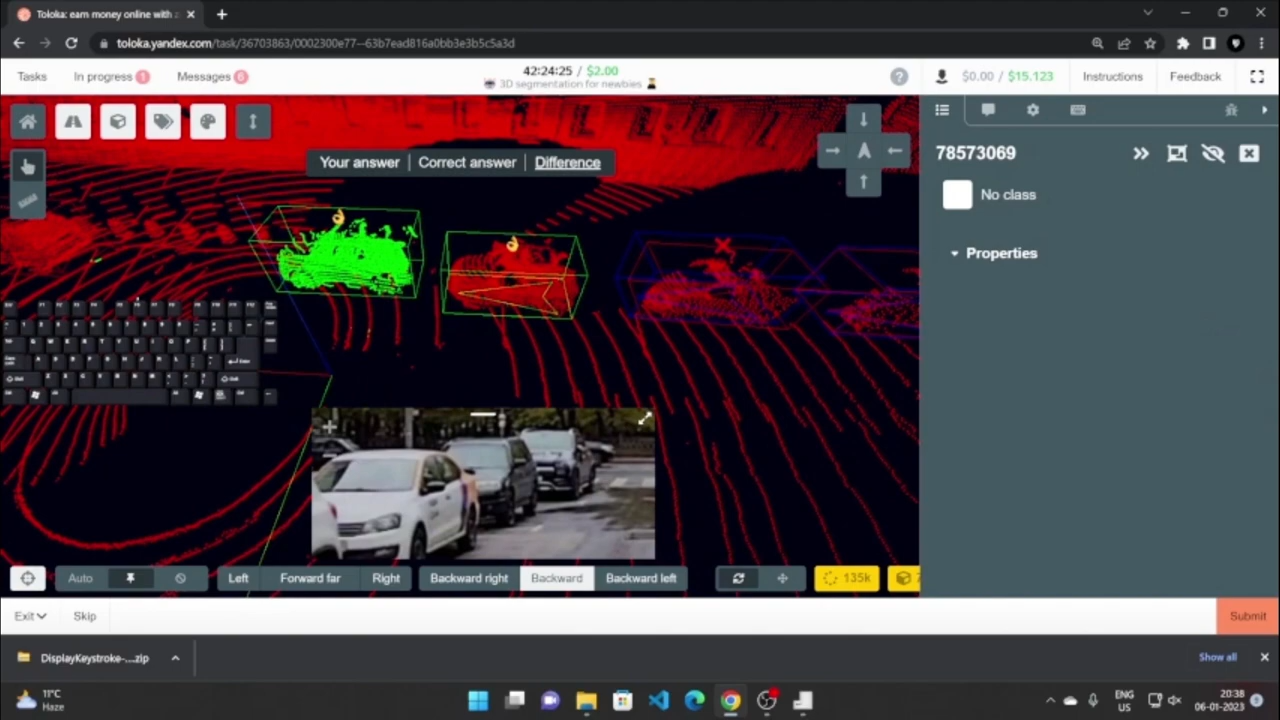 Toloka: earn money online with
toloka.yandex.com/task/36703863/0002300e77--63b7ead816a0bb3e3b5c5a3d
Tasks
In progress 1
Messages 6
42:24:25 / $2.00
3D segmentation for newbies
$0.00 / $15.123
Instructions
Feedback
Your answer
Correct answer
Difference
78573069
No class
Properties
Auto
Left
Forward far
Right
Backward right
Backward
Backward left
135k
Exit
Skip
Submit
DisplayKeystroke-....zip
Show all
11°C
Haze
ENG
US
20:38
06-01-2023